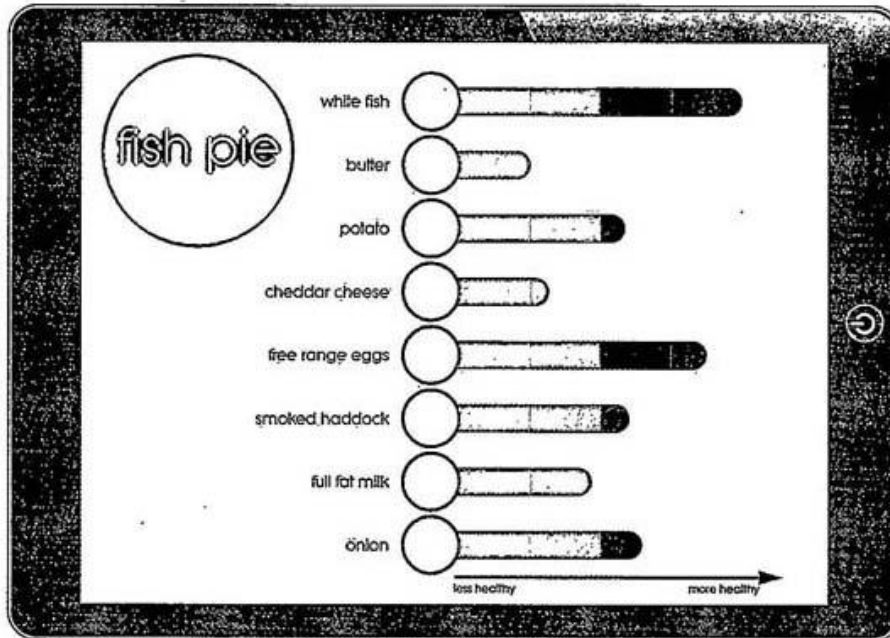 fish pie
white fish
butter
potato
cheddar cheese
free range eggs
smoked haddock
full fat milk
onion
less healthy
more healthy